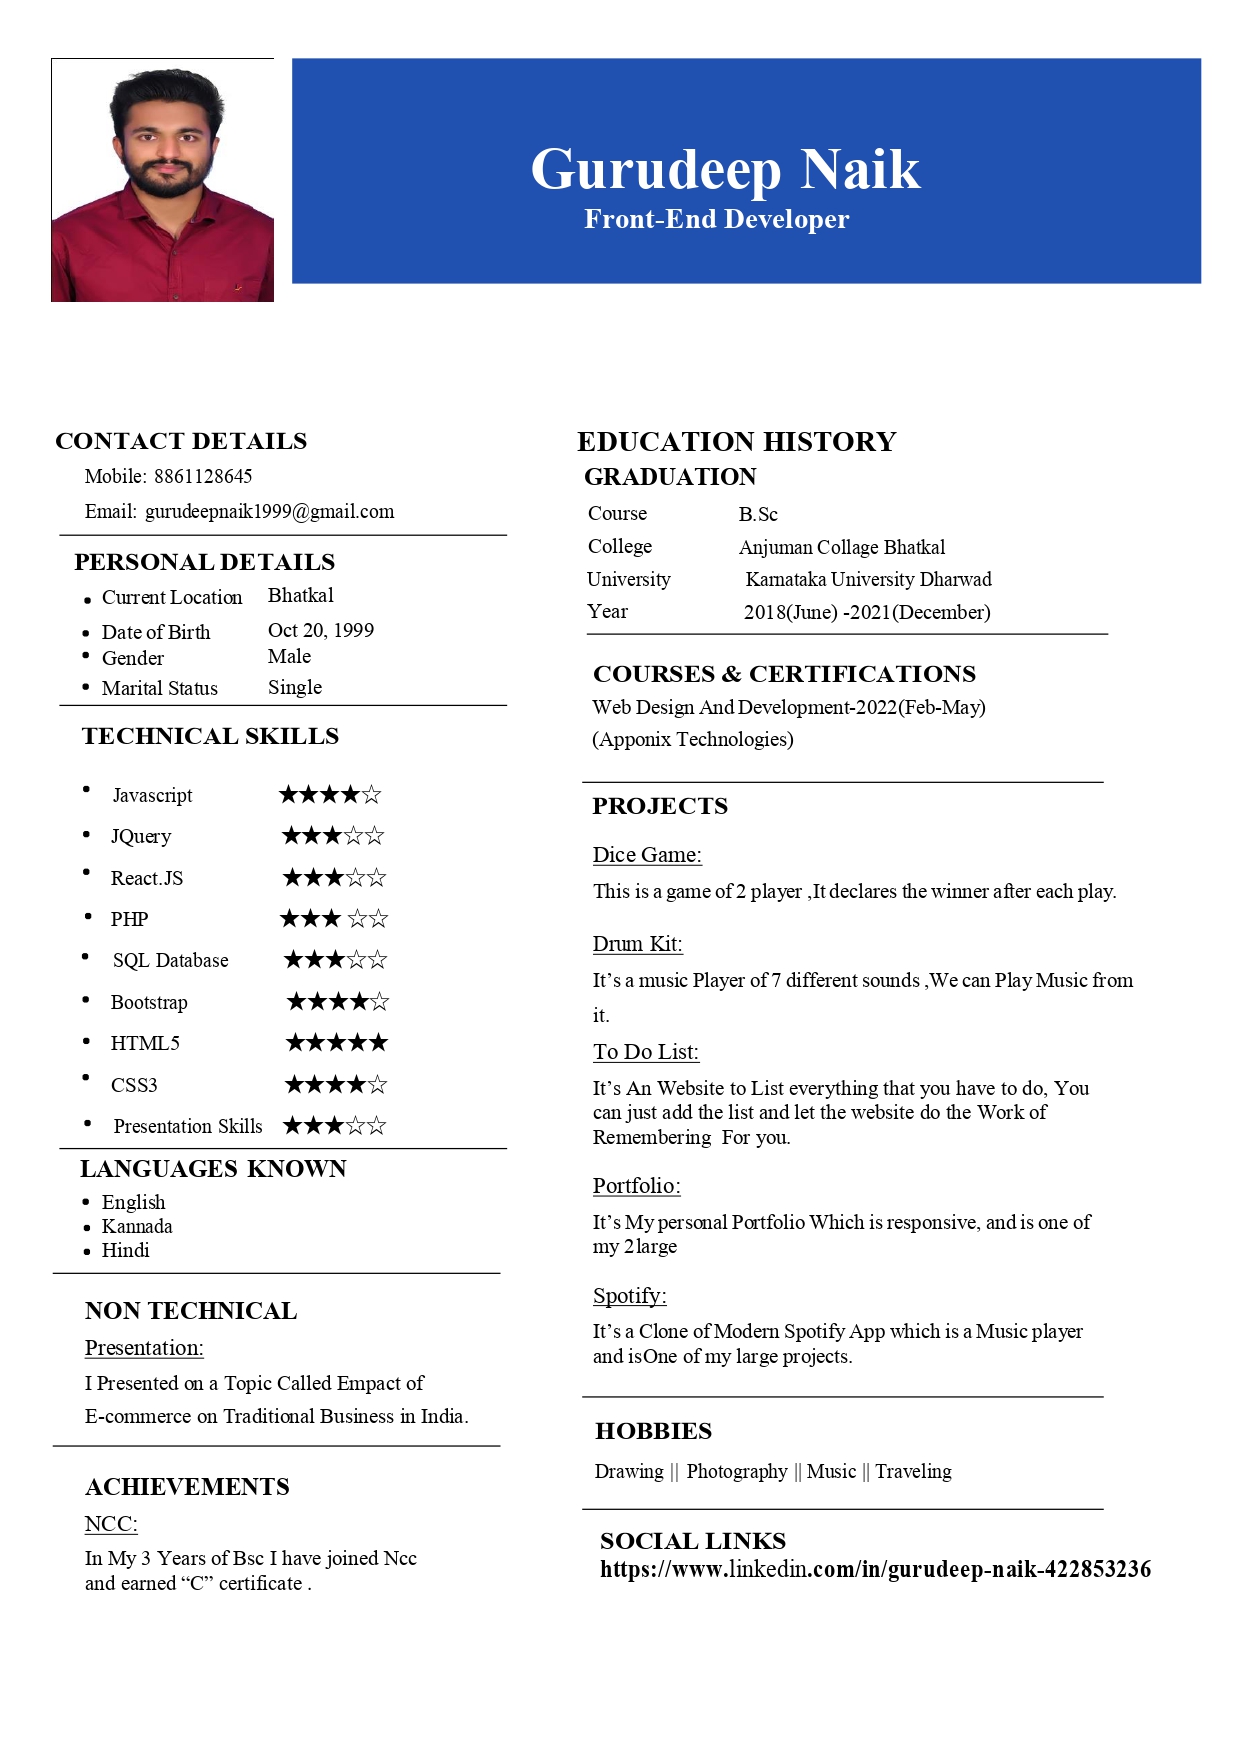 Gurudeep Naik
Front-End Developer
CONTACT DETAILS
Mobile: 8861128645
Email: gurudeepnaik1999@gmail.com
PERSONAL DETAILS
• Current Location Bhatkal
• Date of Birth Oct 20, 1999
• Gender Male
• Marital Status Single
TECHNICAL SKILLS
• Javascript ★★★★☆
• JQuery ★★★☆☆
• React.JS ★★★☆☆
• PHP ★★★ ☆☆
• SQL Database ★★★☆☆
• Bootstrap ★★★★☆
• HTML5 ★★★★★
• CSS3 ★★★★☆
• Presentation Skills ★★★☆☆
LANGUAGES KNOWN
• English
• Kannada
• Hindi
NON TECHNICAL
Presentation:
I Presented on a Topic Called Empact of
E-commerce on Traditional Business in India.
ACHIEVEMENTS
NCC:
In My 3 Years of Bsc I have joined Ncc
and earned “C” certificate .
EDUCATION HISTORY
GRADUATION
Course B.Sc
College Anjuman Collage Bhatkal
University Karnataka University Dharwad
Year 2018(June) -2021(December)
COURSES & CERTIFICATIONS
Web Design And Development-2022(Feb-May)
(Apponix Technologies)
PROJECTS
Dice Game:
This is a game of 2 player ,It declares the winner after each play.
Drum Kit:
It’s a music Player of 7 different sounds ,We can Play Music from
it.
To Do List:
It’s An Website to List everything that you have to do, You
can just add the list and let the website do the Work of
Remembering For you.
Portfolio:
It’s My personal Portfolio Which is responsive, and is one of
my 2large
Spotify:
It’s a Clone of Modern Spotify App which is a Music player
and isOne of my large projects.
HOBBIES
Drawing || Photography || Music || Traveling
SOCIAL LINKS
https://www.linkedin.com/in/gurudeep-naik-422853236